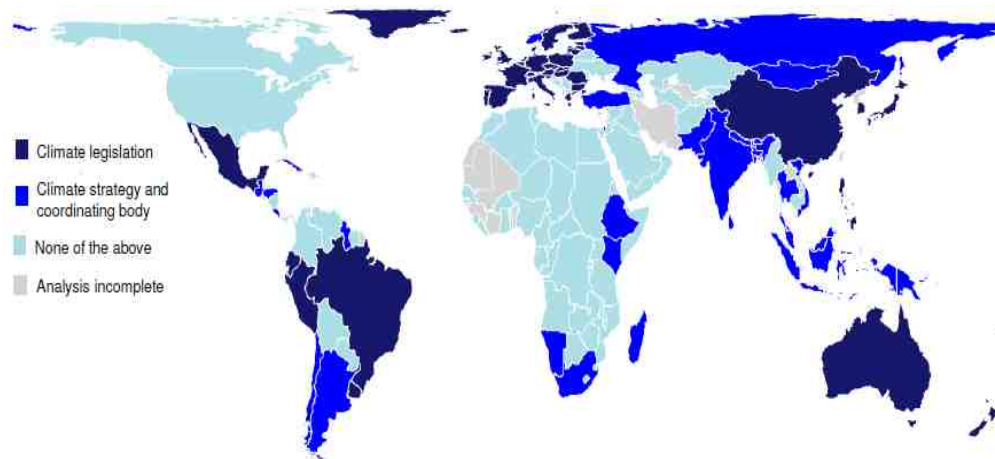 Climate legislation
Climate strategy and
coordinating body
None of the above
Analysis incomplete